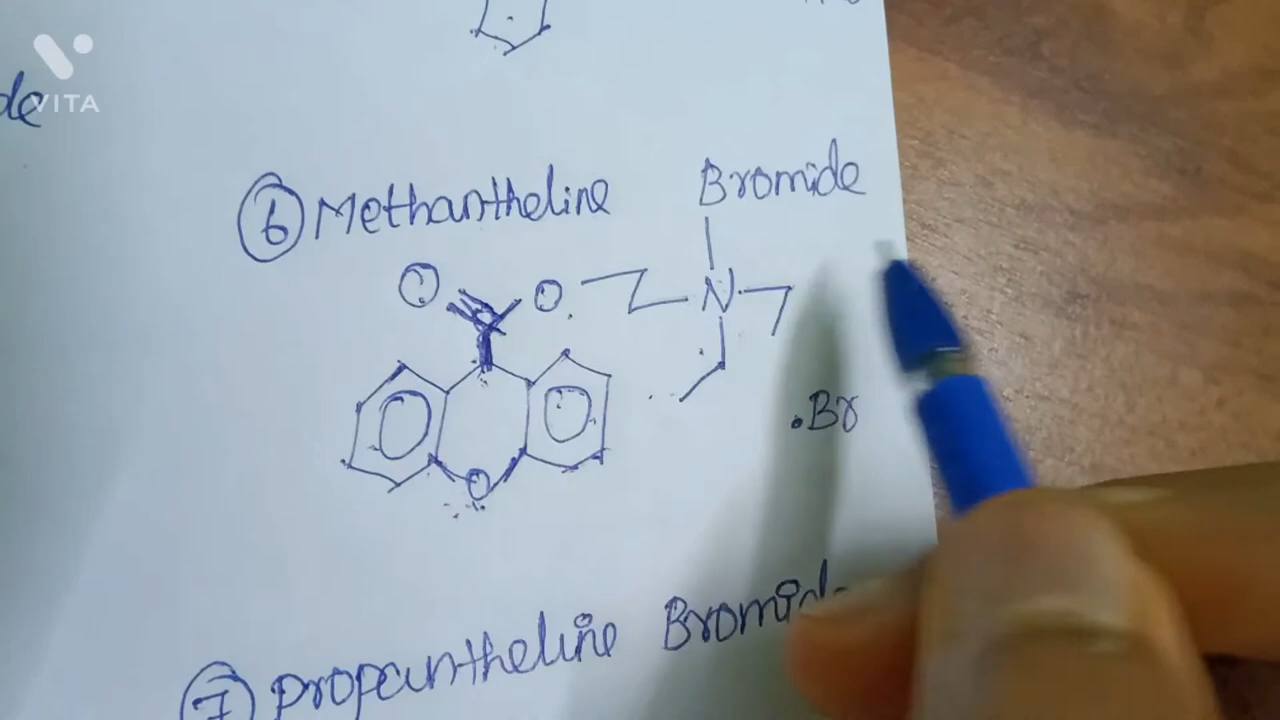 VITA
de
⑥ Methantheline Bromide
O O
N
.Br
O
⑦ Propantheline Bromide